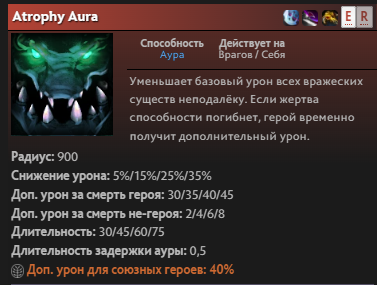 Atrophy Aura
E R
Способность
Действует на
Аура
Врагов / Себя
Уменьшает базовый урон всех вражеских
существ неподалёку. Если жертва
способности погибнет, герой временно
получит дополнительный урон.
Радиус: 900
Снижение урона: 5%/15%/25%/35%
Доп. урон за смерть героя: 30/35/40/45
Доп. урон за смерть не-героя: 2/4/6/8
Длительность: 30/45/60/75
Длительность задержки ауры: 0,5
Доп. урон для союзных героев: 40%